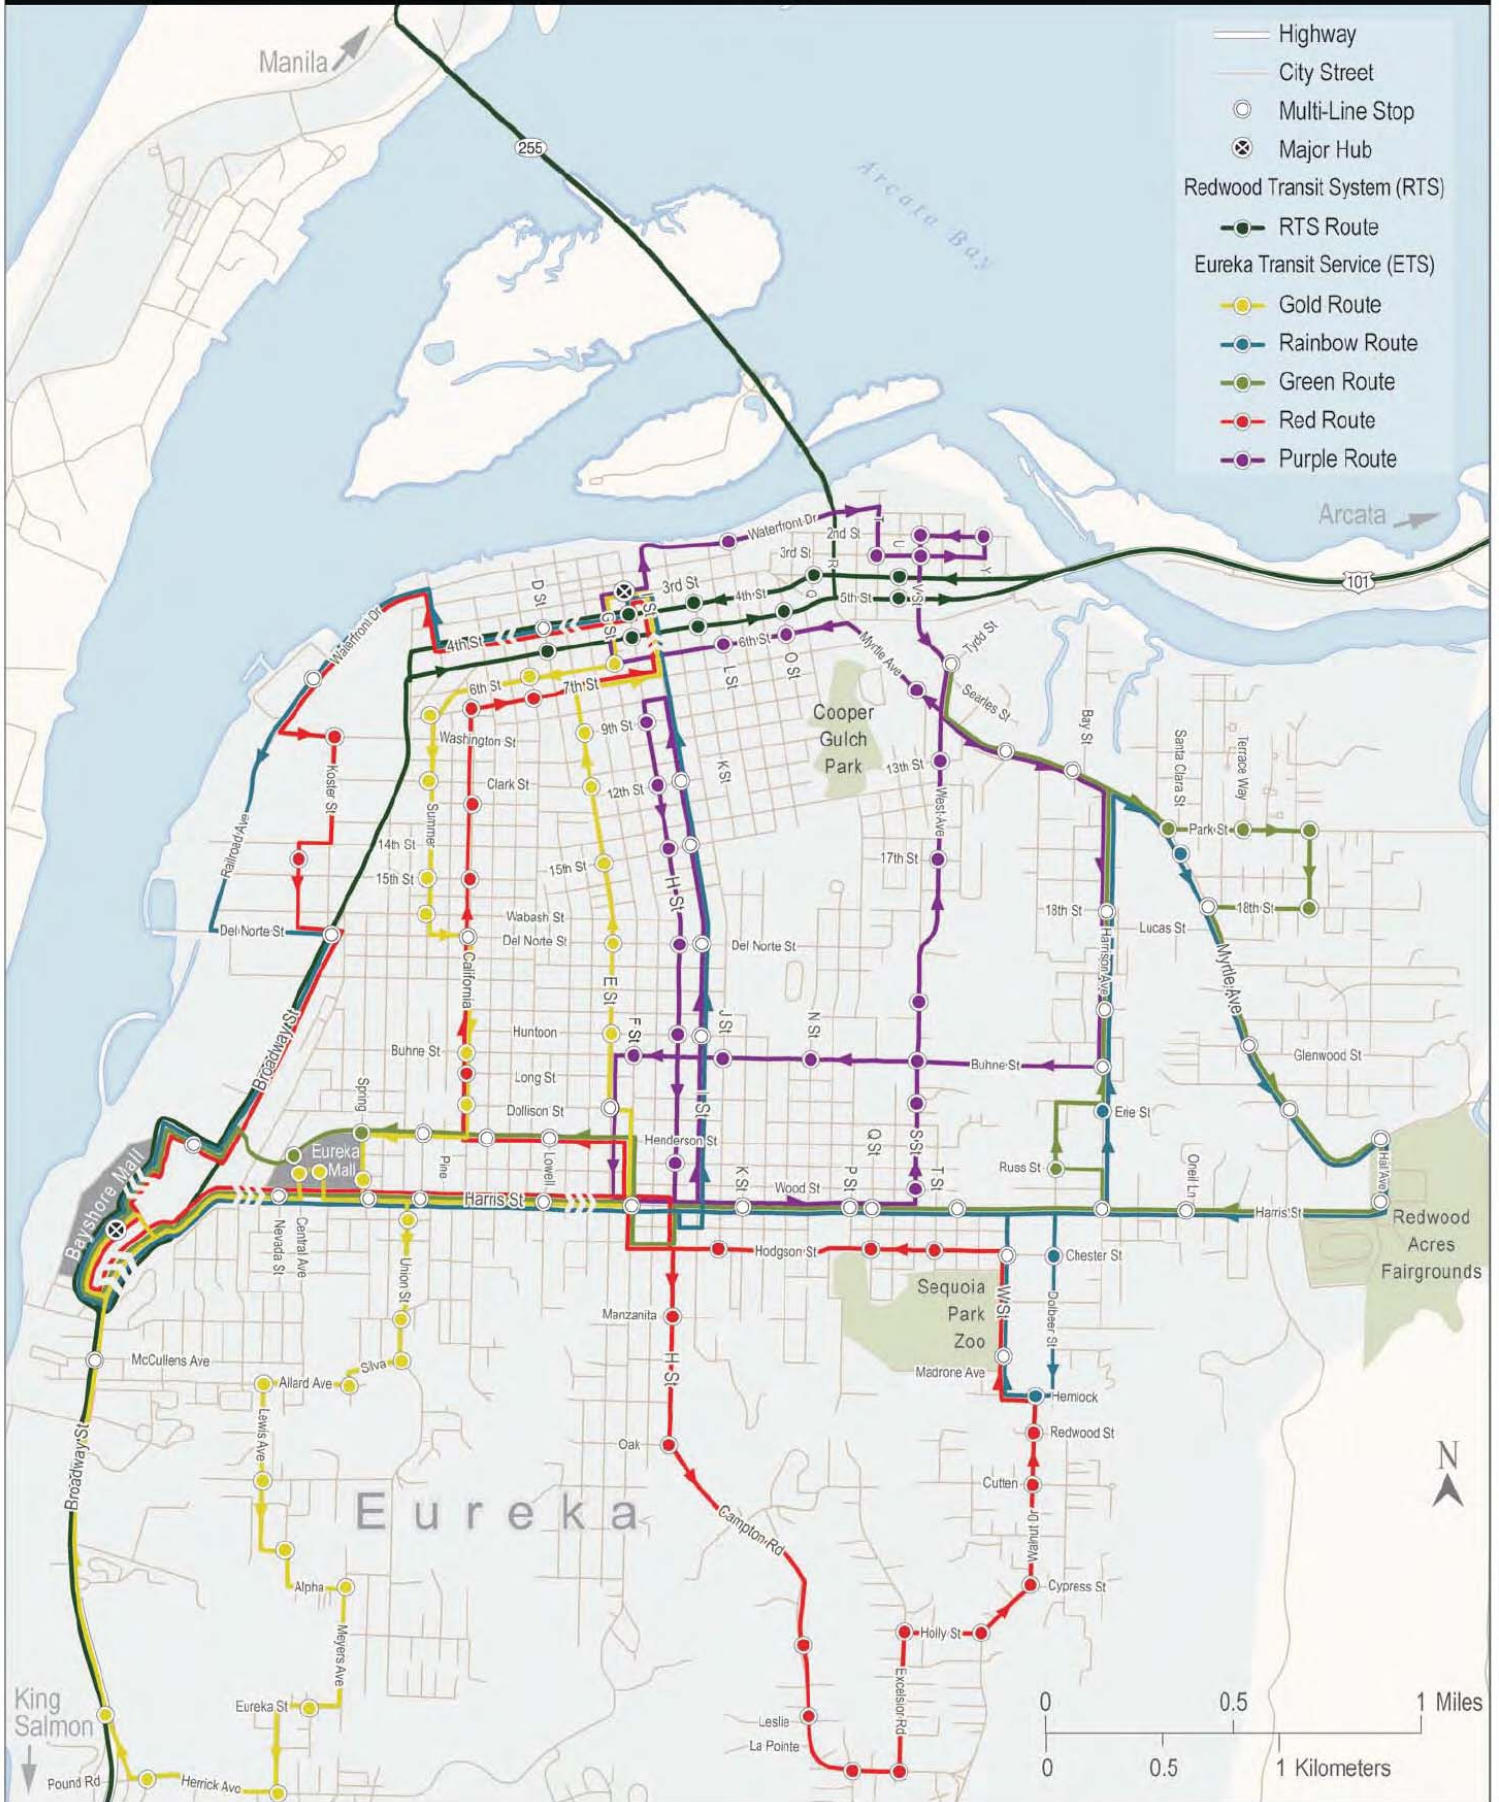 Manila
255
Arcata Bay
Highway
City Street
Multi-Line Stop
Major Hub
Redwood Transit System (RTS)
RTS Route
Eureka Transit Service (ETS)
Gold Route
Rainbow Route
Green Route
Red Route
Purple Route
Arcata
101
Waterfront Dr
2nd St
T
U
Y
3rd St
R
D St
3rd St
4th St
Q
5th St
V St
G St
I St
Waterfront Dr
4th St
6th St
Myrtle Ave
Tydd St
6th St
7th St
L St
O St
Searles St
Cooper
Gulch
Park
Bay St
9th St
Washington St
Santa Clara St
Terrace Way
Koster St
Clark St
12th St
K St
13th St
West Ave
Summer
Railroad Ave
14th St
15th St
15th St
17th St
Park St
H St
18th St
18th St
Wabash St
Del Norte St
Del Norte St
Del Norte St
Lucas St
Harrison Ave
Myrtle Ave
California
E St
F St
J St
N St
Huntoon
Buhne St
Broadway St
Buhne St
Glenwood St
Long St
Spring
Dollison St
I St
Erie St
Henderson St
Eureka
Mall
Pine
Lowell
Q St
S St
Russ St
Hall Ave
Bayshore Mall
K St
Wood St
P St
T St
Oneil Ln
Harris St
Harris St
Redwood
Acres
Fairgrounds
Nevada St
Central Ave
Union St
Hodgson St
Chester St
Sequoia
Park
Zoo
W St
Dolbeer St
Manzanita
McCullens Ave
Silva
H St
Madrone Ave
Allard Ave
Hemlock
Lewis Ave
Redwood St
Broadway St
Oak
Cutten
N
Eureka
Campton Rd
Walnut Dr
Alpha
Cypress St
Meyers Ave
Holly St
Excelsior Rd
King
Salmon
Eureka St
Leslie
La Pointe
0 0.5 1 Miles
0 0.5 1 Kilometers
Pound Rd
Herrick Ave